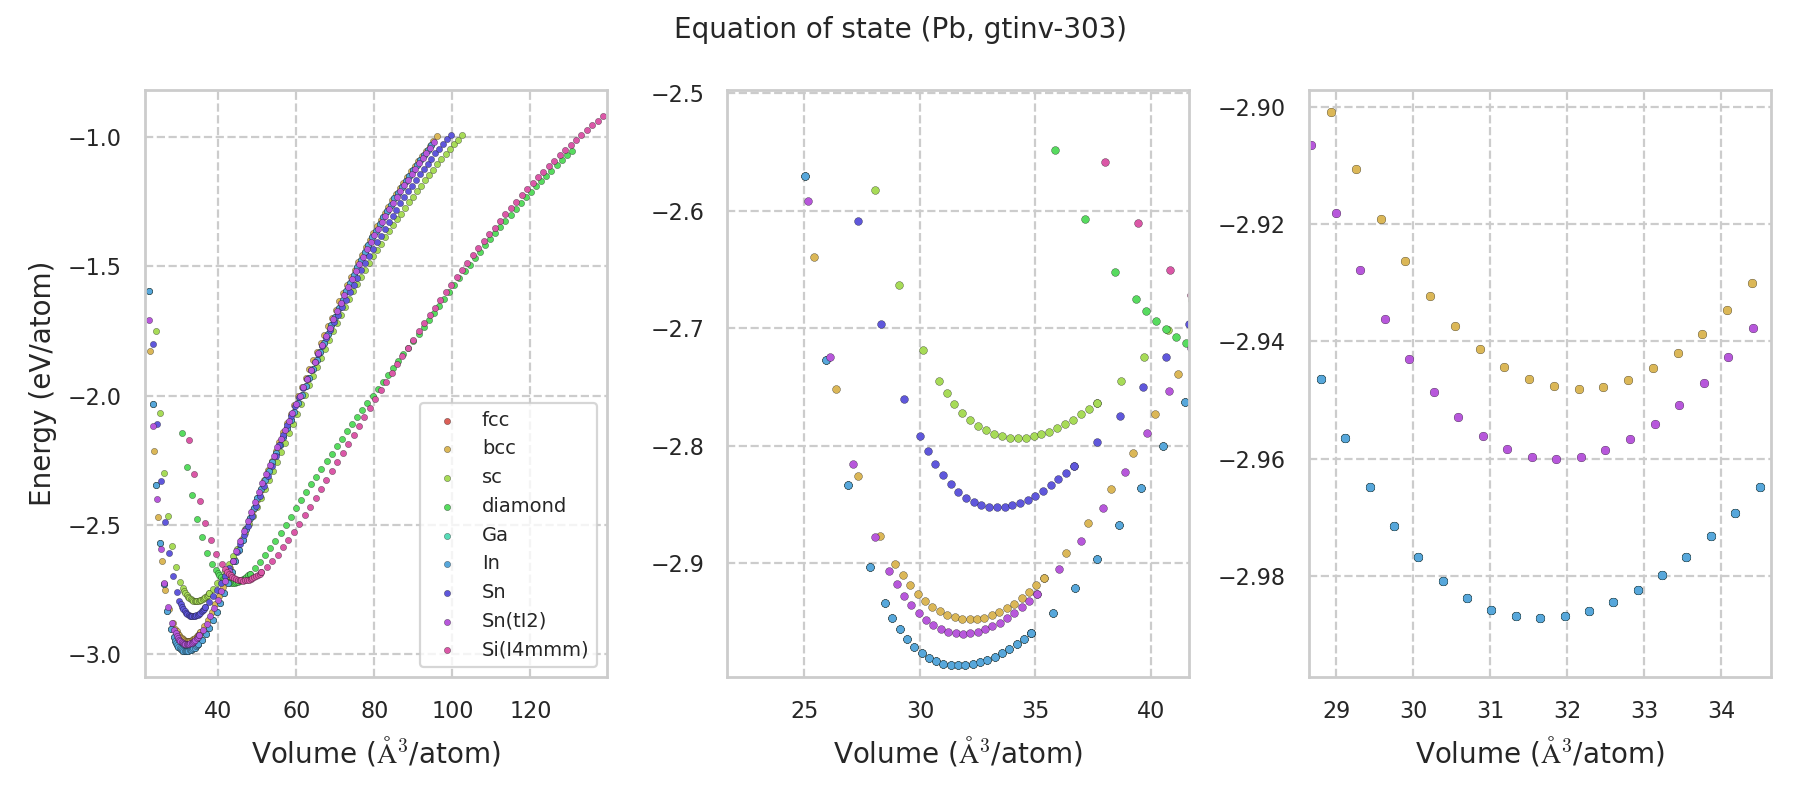 Equation of state (Pb, gtinv-303)
Energy (eV/atom)
−1.0
−1.5
−2.0
−2.5
−3.0
fcc
bcc
sc
diamond
Ga
In
Sn
Sn(tI2)
Si(I4mmm)
40 60 80 100 120
Volume (Å³/atom)
−2.5
−2.6
−2.7
−2.8
−2.9
25 30 35 40
Volume (Å³/atom)
−2.90
−2.92
−2.94
−2.96
−2.98
29 30 31 32 33 34
Volume (Å³/atom)